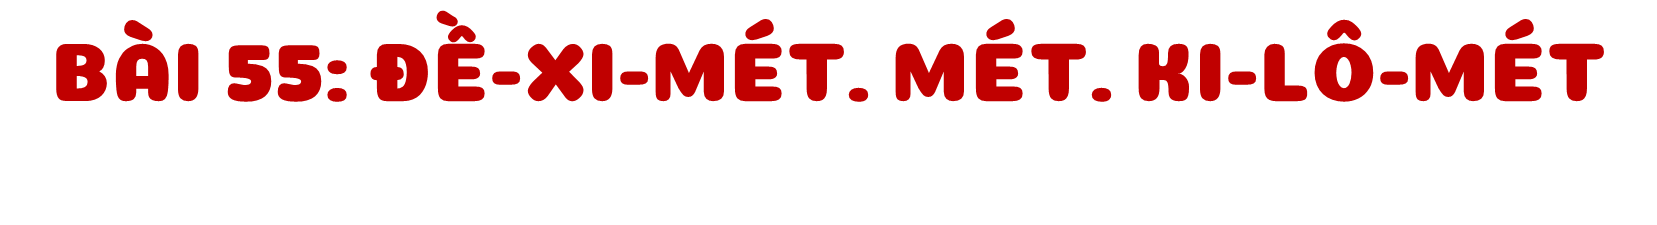 BÀI 55: ĐỀ-XI-MÉT. MÉT. KI-LÔ-MÉT